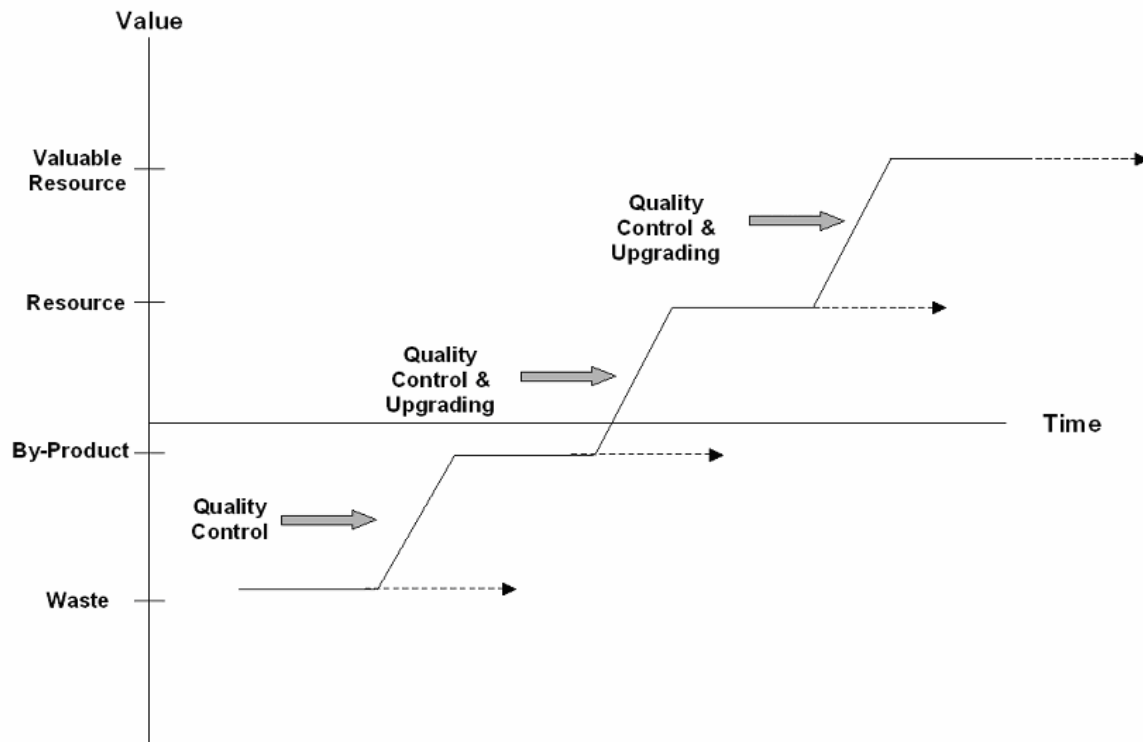 Value
Valuable
Resource
Quality
Control &
Upgrading
Resource
Quality
Control &
Upgrading
Time
By-Product
Quality
Control
Waste